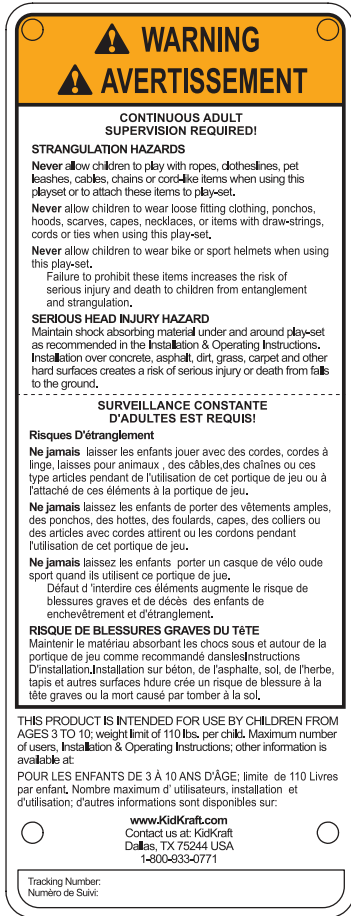 WARNING
AVERTISSEMENT
CONTINUOUS ADULT
SUPERVISION REQUIRED!
STRANGULATION HAZARDS
Never allow children to play with ropes, clotheslines, pet
leashes, cables, chains or cord-like items when using this
playset or to attach these items to play-set.
Never allow children to wear loose fitting clothing, ponchos,
hoods, scarves, capes, necklaces, or items with draw-strings,
cords or ties when using this play-set.
Never allow children to wear bike or sport helmets when using
this play-set.
Failure to prohibit these items increases the risk of
serious injury and death to children from entanglement
and strangulation.
SERIOUS HEAD INJURY HAZARD
Maintain shock absorbing material under and around play-set
as recommended in the Installation & Operating Instructions.
Installation over concrete, asphalt, dirt, grass, carpet and other
hard surfaces creates a risk of serious injury or death from falls
to the ground.
SURVEILLANCE CONSTANTE
D'ADULTES EST REQUIS!
Risques D'étranglement
Ne jamais laisser les enfants jouer avec des cordes, cordes à
linge, laisses pour animaux , des câbles,des chaînes ou ces
type articles pendant de l'utilisation de cet portique de jeu ou à
l'attaché de ces éléments à la portique de jeu.
Ne jamais laissez les enfants de porter des vêtements amples,
des ponchos, des hottes, des foulards, capes, des colliers ou
des articles avec cordes attirent ou les cordons pendant
l'utilisation de cet portique de jeu.
Ne jamais laissez les enfants porter un casque de vélo oude
sport quand ils utilisent ce portique de jue.
Défaut d 'interdire ces éléments augmente le risque de
blessures graves et de décès des enfants de
enchevêtrement et d'étranglement.
RISQUE DE BLESSURES GRAVES DU TêTE
Maintenir le matériau absorbant les chocs sous et autour de la
portique de jeu comme recommandé danslesInstructions
D'installation.Installation sur béton, de l'asphalte, sol, de l'herbe,
tapis et autres surfaces hdure crée un risque de blessure à la
tête graves ou la mort causé par tomber à la sol.
THIS PRODUCT IS INTENDED FOR USE BY CHILDREN FROM
AGES 3 TO 10; weight limit of 110 lbs. per child. Maximum number
of users, Installation & Operating Instructions; other information is
available at:
POUR LES ENFANTS DE 3 À 10 ANS D'ÂGE; limite de 110 Livres
par enfant. Nombre maximum d' utilisateurs, installation et
d'utilisation; d'autres informations sont disponibles sur:
www.KidKraft.com
Contact us at: KidKraft
Dallas, TX 75244 USA
1-800-933-0771
Tracking Number:
Numèro de Suivi: